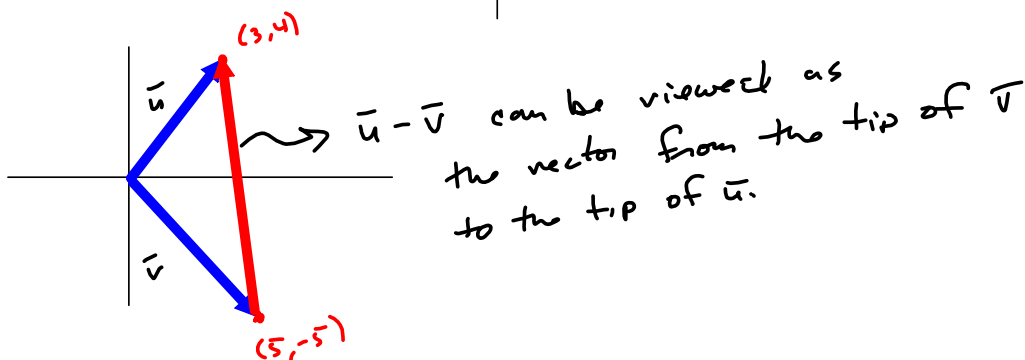 (3,4)
ū
ū - v̄ can be viewed as
the vector from the tip of v̄
to the tip of ū.
v̄
(5,-5)